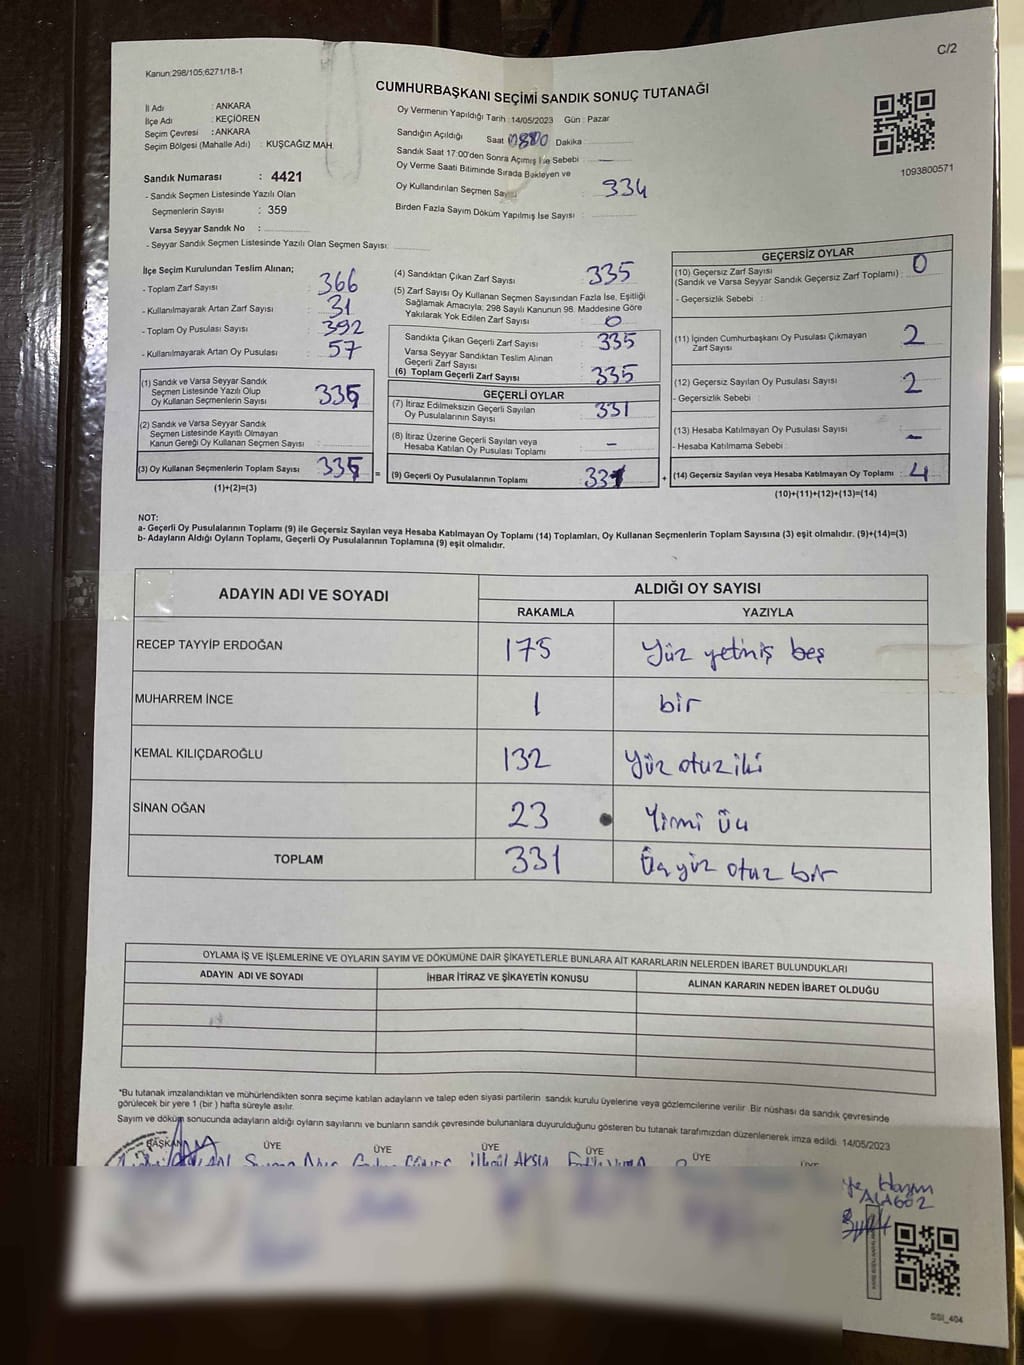 C/2
Kanun:298/105;6271/18-1
CUMHURBAŞKANI SEÇİMİ SANDIK SONUÇ TUTANAĞI
İl Adı : ANKARA
İlçe Adı : KEÇİÖREN
Seçim Çevresi : ANKARA
Seçim Bölgesi (Mahalle Adı) : KUŞCAĞIZ MAH.
Sandık Numarası : 4421
- Sandık Seçmen Listesinde Yazılı Olan
Seçmenlerin Sayısı : 359
Varsa Seyyar Sandık No :
- Seyyar Sandık Seçmen Listesinde Yazılı Olan Seçmen Sayısı:
Oy Vermenin Yapıldığı Tarih :14/05/2023 Gün : Pazar
Sandığın Açıldığı Saat Dakika
Sandık Saat 17:00'den Sonra Açımış İse Sebebi
Oy Verme Saati Bitiminde Sırada Bekleyen ve
Oy Kullandırılan Seçmen 334
Birden Fazla Sayım Döküm Yapılmış İse Sayısı :
1093800571
İlçe Seçim Kurulundan Teslim Alınan;
- Toplam Zarf Sayısı : 366
- Kullanılmayarak Artan Zarf Sayısı : 31
- Toplam Oy Pusulası Sayısı : 392
- Kullanılmayarak Artan Oy Pusulası : 57
(1) Sandık ve Varsa Seyyar Sandık
Seçmen Listesinde Yazılı Olup
Oy Kullanan Seçmenlerin Sayısı : 335
(2) Sandık ve Varsa Seyyar Sandık
Seçmen Listesinde Kayıtlı Olmayan
Kanun Gereği Oy Kullanan Seçmen Sayısı :
(3) Oy Kullanan Seçmenlerin Toplam Sayısı : 335 =
(1)+(2)=(3)
(4) Sandıktan Çıkan Zarf Sayısı : 335
(5) Zarf Sayısı Oy Kullanan Seçmen Sayısından Fazla İse, Eşitliği
Sağlamak Amacıyla; 298 Sayılı Kanunun 98. Maddesine Göre
Yakılarak Yok Edilen Zarf Sayısı : 0
Sandıkta Çıkan Geçerli Zarf Sayısı : 335
Varsa Seyyar Sandıktan Teslim Alınan
Geçerli Zarf Sayısı :
(6) Toplam Geçerli Zarf Sayısı : 335
GEÇERLİ OYLAR
(7) İtiraz Edilmeksizin Geçerli Sayılan
Oy Pusulalarının Sayısı : 331
(8) İtiraz Üzerine Geçerli Sayılan veya
Hesaba Katılan Oy Pusulası Toplamı : -
(9) Geçerli Oy Pusulalarının Toplamı : 331 +
GEÇERSİZ OYLAR
(10) Geçersiz Zarf Sayısı
(Sandık ve Varsa Seyyar Sandık Geçersiz Zarf Toplamı) : 0
- Geçersizlik Sebebi :
(11) İçinden Cumhurbaşkanı Oy Pusulası Çıkmayan
Zarf Sayısı : 2
(12) Geçersiz Sayılan Oy Pusulası Sayısı : 2
- Geçersizlik Sebebi :
(13) Hesaba Katılmayan Oy Pusulası Sayısı : -
- Hesaba Katılmama Sebebi :
(14) Geçersiz Sayılan veya Hesaba Katılmayan Oy Toplamı : 4
(10)+(11)+(12)+(13)=(14)
NOT:
a- Geçerli Oy Pusulalarının Toplamı (9) ile Geçersiz Sayılan veya Hesaba Katılmayan Oy Toplamı (14) Toplamları, Oy Kullanan Seçmenlerin Toplam Sayısına (3) eşit olmalıdır. (9)+(14)=(3)
b- Adayların Aldığı Oyların Toplamı, Geçerli Oy Pusulalarının Toplamına (9) eşit olmalıdır.
ADAYIN ADI VE SOYADI ALDIĞI OY SAYISI
RAKAMLA YAZIYLA
RECEP TAYYİP ERDOĞAN 175 Yüz yetmiş beş
MUHARREM İNCE 1 bir
KEMAL KILIÇDAROĞLU 132 Yüz otuz iki
SİNAN OĞAN 23 Yirmi üç
TOPLAM 331 Üçyüz otuz bir
OYLAMA İŞ VE İŞLEMLERİNE VE OYLARIN SAYIM VE DÖKÜMÜNE DAİR ŞİKAYETLERLE BUNLARA AİT KARARLARIN NELERDEN İBARET BULUNDUKLARI
ADAYIN ADI VE SOYADI İHBAR İTİRAZ VE ŞİKAYETİN KONUSU ALINAN KARARIN NEDEN İBARET OLDUĞU
*Bu tutanak imzalandıktan ve mühürlendikten sonra seçime katılan adayların ve talep eden siyasi partilerin sandık kurulu üyelerine veya gözlemcilerine verilir. Bir nüshası da sandık çevresinde
görülecek bir yere 1 (bir ) hafta süreyle asılır.
Sayım ve döküm sonucunda adayların aldığı oyların sayılarını ve bunların sandık çevresinde bulunanlara duyurulduğunu gösteren bu tutanak tarafımızdan düzenlenerek imza edildi. 14/05/2023
BAŞKAN ÜYE ÜYE ÜYE ÜYE ÜYE ÜYE
İlknil AKSU
Hazım
ALAGÖZ
SSI_404